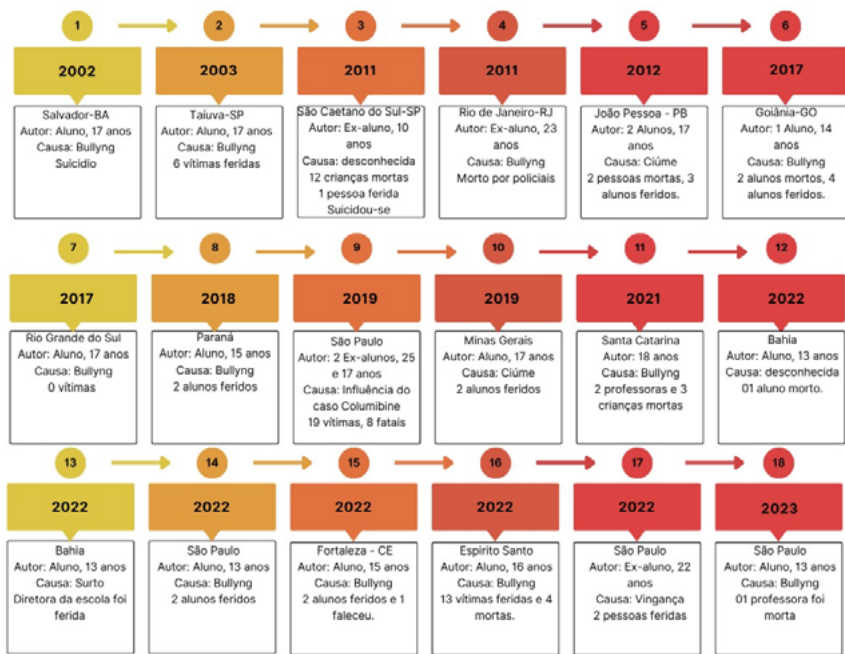 1
2
3
4
5
6
2002
2003
2011
2011
2012
2017
Salvador-BA
Autor: Aluno, 17 anos
Causa: Bullyng
Suicídio
Taiuva-SP
Autor: Aluno, 17 anos
Causa: Bullyng
6 vítimas feridas
São Caetano do Sul-SP
Autor: Ex-aluno, 10
anos
Causa: desconhecida
12 crianças mortas
1 pessoa ferida
Suicidou-se
Rio de Janeiro-RJ
Autor: Ex-aluno, 23
anos
Causa: Bullyng
Morto por policiais
João Pessoa - PB
Autor: 2 Alunos, 17
anos
Causa: Ciúme
2 pessoas mortas, 3
alunos feridos.
Goiânia-GO
Autor: 1 Aluno, 14
anos
Causa: Bullyng
2 alunos mortos, 4
alunos feridos.
7
8
9
10
11
12
2017
2018
2019
2019
2021
2022
Rio Grande do Sul
Autor: Aluno, 17 anos
Causa: Bullyng
0 vítimas
Paraná
Autor: Aluno, 15 anos
Causa: Bullyng
2 alunos feridos
São Paulo
Autor: 2 Ex-alunos, 25
e 17 anos
Causa: Influência do
caso Columbine
19 vítimas, 8 fatais
Minas Gerais
Autor: Aluno, 17 anos
Causa: Ciúme
2 alunos feridos
Santa Catarina
Autor: 18 anos
Causa: Bullyng
2 professoras e 3
crianças mortas
Bahia
Autor: Aluno, 13 anos
Causa: desconhecida
01 aluno morto.
13
14
15
16
17
18
2022
2022
2022
2022
2022
2023
Bahia
Autor: Aluno, 13 anos
Causa: Surto
Diretora da escola foi
ferida
São Paulo
Autor: Aluno, 13 anos
Causa: Bullyng
2 alunos feridos
Fortaleza - CE
Autor: Aluno, 15 anos
Causa: Bullyng
2 alunos feridos e 1
faleceu.
Espirito Santo
Autor: Aluno, 16 anos
Causa: Bullyng
13 vítimas feridas e 4
mortas.
São Paulo
Autor: Ex-aluno, 22
anos
Causa: Vingança
2 pessoas feridas
São Paulo
Autor: Aluno, 13 anos
Causa: Bullyng
01 professora foi
morta